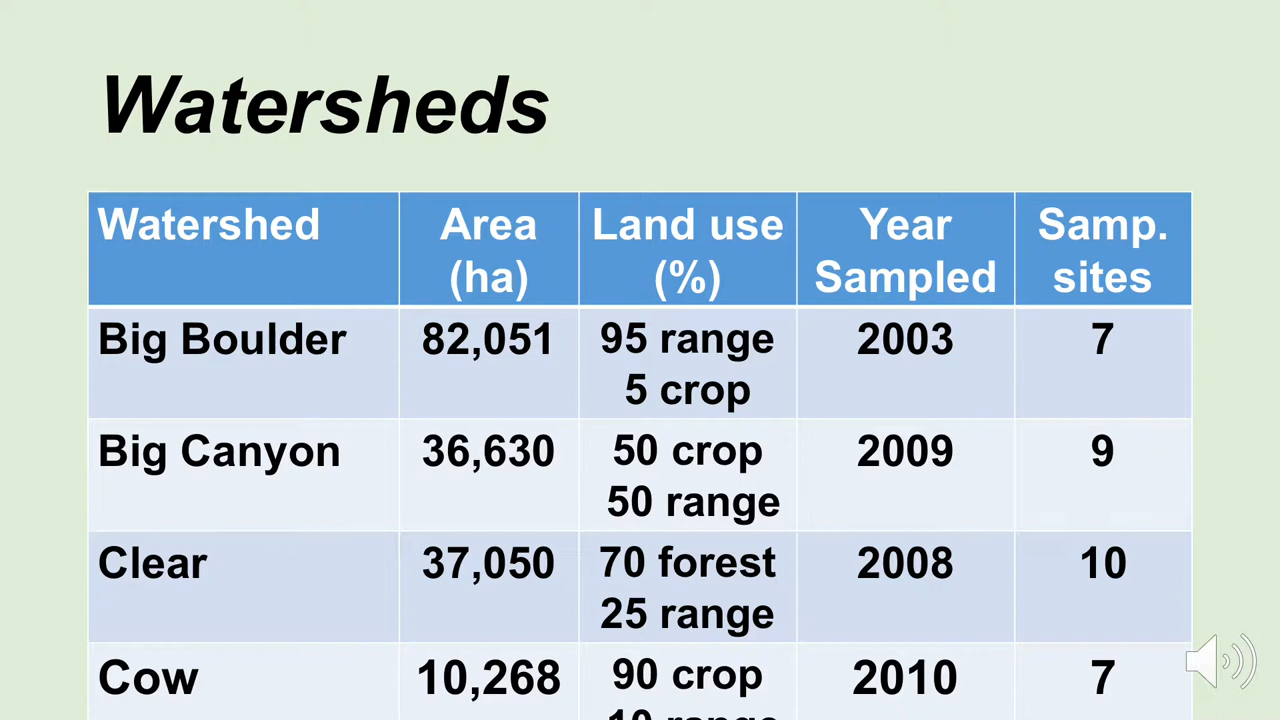 Watersheds
Watershed Area (ha) Land use (%) Year Sampled Samp. sites
Big Boulder 82,051 95 range 2003 7
5 crop
Big Canyon 36,630 50 crop 2009 9
50 range
Clear 37,050 70 forest 2008 10
25 range
Cow 10,268 90 crop 2010 7
10 range